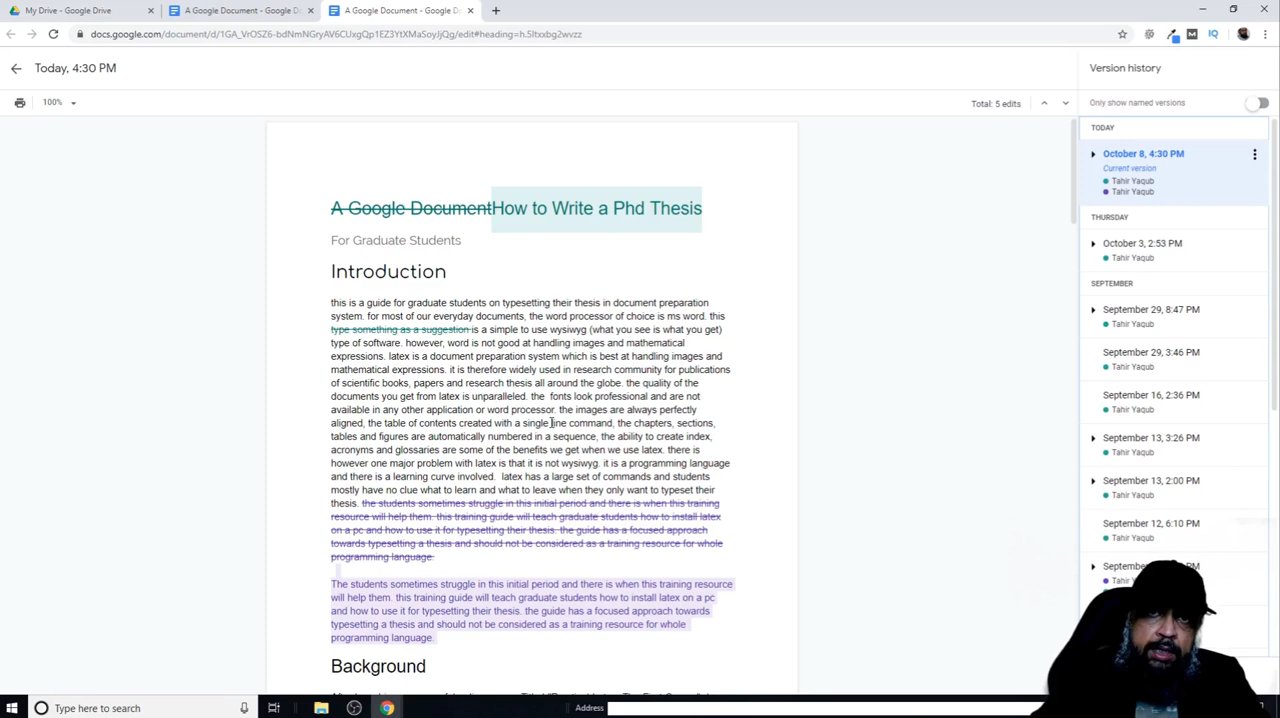 My Drive - Google Drive
A Google Document - Google D
A Google Document - Google D
docs.google.com/document/d/1GA_VrOSZ6-bdNmNGryAV6CUxgQp1EZ3YtXMaSoyJjQg/edit#heading=h.5ltxxbg2wvzz
Today, 4:30 PM
Version history
100%
Total: 5 edits
Only show named versions
TODAY
October 8, 4:30 PM
Current version
Tahir Yaqub
Tahir Yaqub
THURSDAY
October 3, 2:53 PM
Tahir Yaqub
SEPTEMBER
September 29, 8:47 PM
Tahir Yaqub
September 29, 3:46 PM
Tahir Yaqub
September 16, 2:36 PM
Tahir Yaqub
September 13, 3:26 PM
Tahir Yaqub
September 13, 2:00 PM
Tahir Yaqub
September 12, 6:10 PM
Tahir Yaqub
PM
Tahir Yaqub
A Google DocumentHow to Write a Phd Thesis
For Graduate Students
Introduction
this is a guide for graduate students on typesetting their thesis in document preparation
system. for most of our everyday documents, the word processor of choice is ms word. this
type something as a suggestion is a simple to use wysiwyg (what you see is what you get)
type of software. however, word is not good at handling images and mathematical
expressions. latex is a document preparation system which is best at handling images and
mathematical expressions. it is therefore widely used in research community for publications
of scientific books, papers and research thesis all around the globe. the quality of the
documents you get from latex is unparalleled. the fonts look professional and are not
available in any other application or word processor. the images are always perfectly
aligned, the table of contents created with a single line command, the chapters, sections,
tables and figures are automatically numbered in a sequence, the ability to create index,
acronyms and glossaries are some of the benefits we get when we use latex. there is
however one major problem with latex is that it is not wysiwyg. it is a programming language
and there is a learning curve involved. latex has a large set of commands and students
mostly have no clue what to learn and what to leave when they only want to typeset their
thesis. the students sometimes struggle in this initial period and there is when this training
resource will help them. this training guide will teach graduate students how to install latex
on a pc and how to use it for typesetting their thesis. the guide has a focused approach
towards typesetting a thesis and should not be considered as a training resource for whole
programming language.
The students sometimes struggle in this initial period and there is when this training resource
will help them. this training guide will teach graduate students how to install latex on a pc
and how to use it for typesetting their thesis. the guide has a focused approach towards
typesetting a thesis and should not be considered as a training resource for whole
programming language.
Background
Type here to search
Address